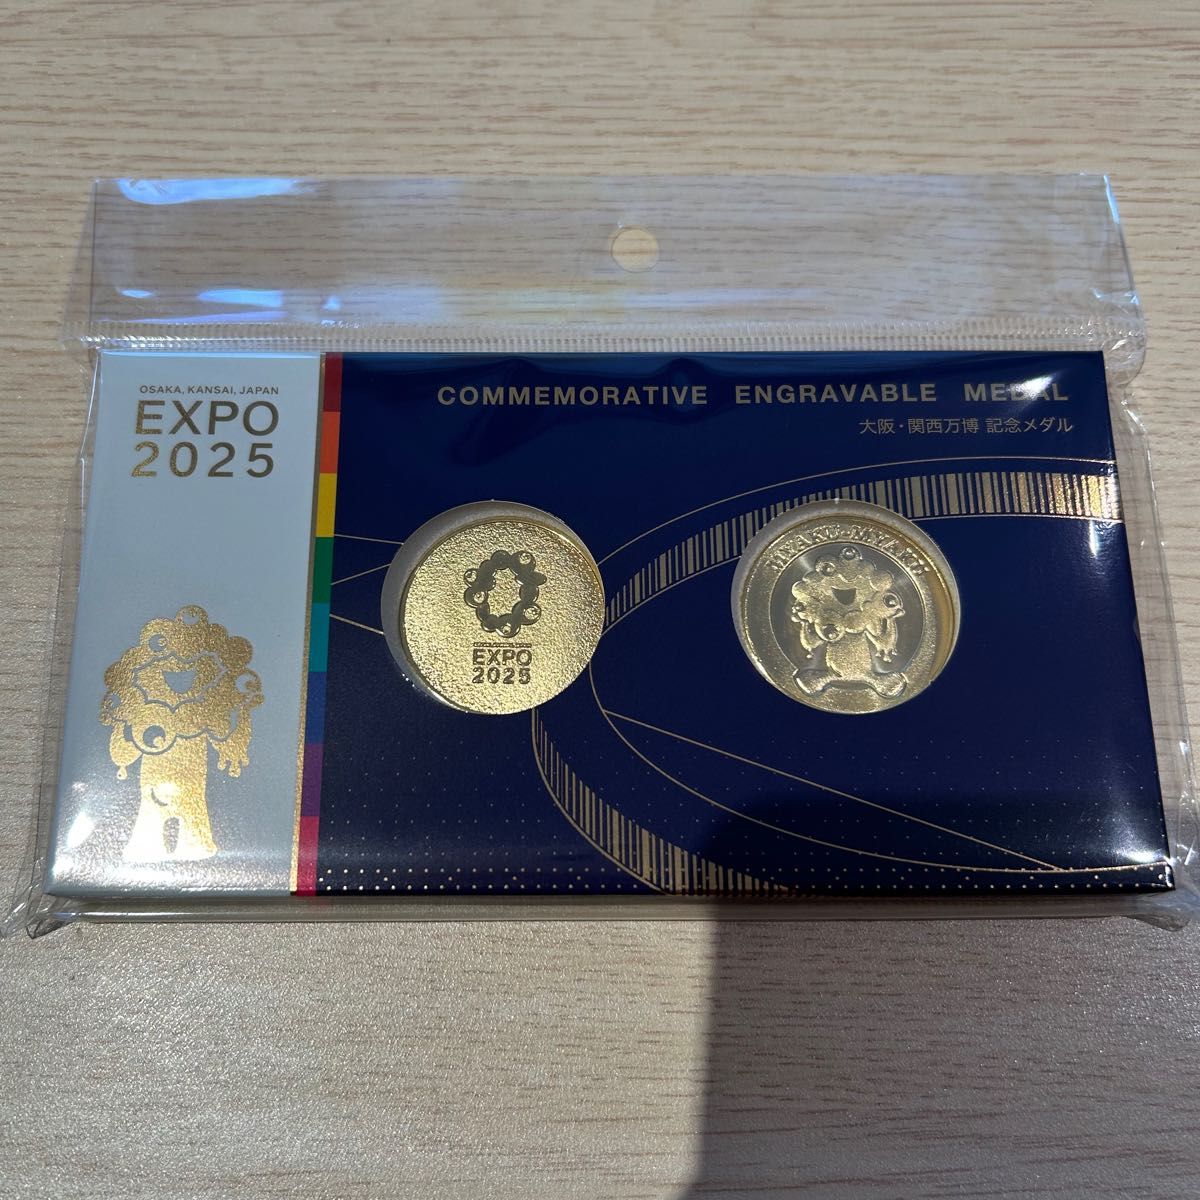 OSAKA, KANSAI, JAPAN
EXPO
2025
COMMEMORATIVE ENGRAVABLE MEDAL
大阪・関西万博 記念メダル
EXPO
2025
MYAKU-MYAKU